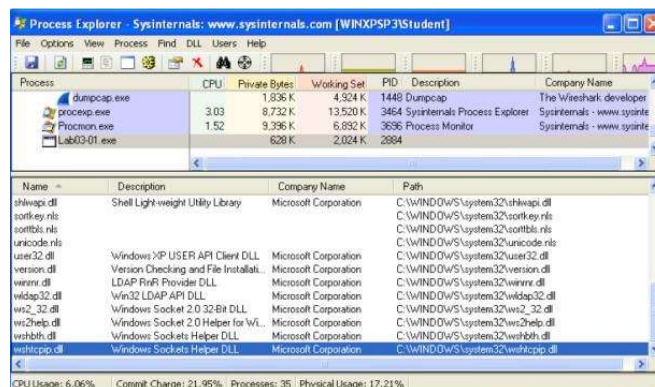 Process Explorer - Sysinternals: www.sysinternals.com [WINXPSP3\Student]
File Options View Process Find DLL Users Help
Process CPU Private Bytes Working Set PID Description Company Name
dumpcap.exe 1,836 K 4,924 K 1448 Dumpcap The Wireshark developer
procexp.exe 3.03 8,732 K 13,520 K 3464 Sysinternals Process Explorer Sysinternals - www.sysinte
Procmon.exe 1.52 9,396 K 6,892 K 3696 Process Monitor Sysinternals - www.sysinte
Lab03-01.exe 628 K 2,024 K 2884
Name Description Company Name Path
shlwapi.dll Shell Light-weight Utility Library Microsoft Corporation C:\WINDOWS\system32\shlwapi.dll
sortkey.nls C:\WINDOWS\system32\sortkey.nls
sorttbls.nls C:\WINDOWS\system32\sorttbls.nls
unicode.nls C:\WINDOWS\system32\unicode.nls
user32.dll Windows XP USER API Client DLL Microsoft Corporation C:\WINDOWS\system32\user32.dll
version.dll Version Checking and File Installati... Microsoft Corporation C:\WINDOWS\system32\version.dll
winrnr.dll LDAP RnR Provider DLL Microsoft Corporation C:\WINDOWS\system32\winrnr.dll
wldap32.dll Win32 LDAP API DLL Microsoft Corporation C:\WINDOWS\system32\wldap32.dll
ws2_32.dll Windows Socket 2.0 32-Bit DLL Microsoft Corporation C:\WINDOWS\system32\ws2_32.dll
ws2help.dll Windows Socket 2.0 Helper for Wi... Microsoft Corporation C:\WINDOWS\system32\ws2help.dll
wshbth.dll Windows Sockets Helper DLL Microsoft Corporation C:\WINDOWS\system32\wshbth.dll
wshtcpip.dll Windows Sockets Helper DLL Microsoft Corporation C:\WINDOWS\system32\wshtcpip.dll
CPU Usage: 6.06% Commit Charge: 21.95% Processes: 35 Physical Usage: 17.21%